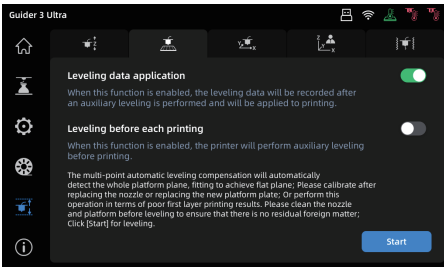 Guider 3 Ultra
Leveling data application
When this function is enabled, the leveling data will be recorded after
an auxiliary leveling is performed and will be applied to printing.
Leveling before each printing
When this function is enabled, the printer will perform auxiliary leveling
before printing.
The multi-point automatic leveling compensation will automatically
detect the whole platform plane, fitting to achieve flat plane; Please calibrate after
replacing the nozzle or replacing the new platform plate; Or perform this
operation in terms of poor first layer printing results. Please clean the nozzle
and platform before leveling to ensure that there is no residual foreign matter;
Click [Start] for leveling.
Start